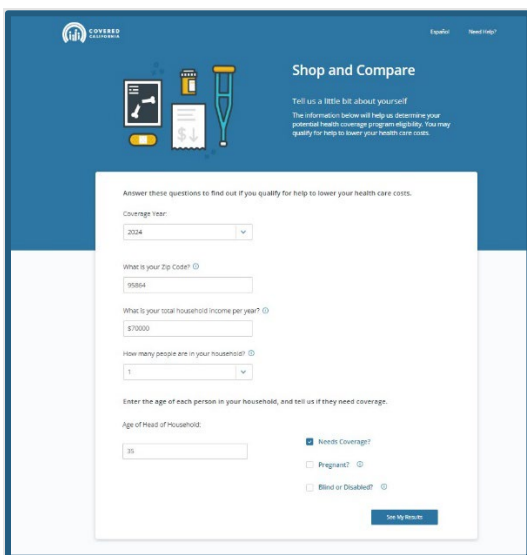 COVERED
CALIFORNIA
Español
Need Help?
Shop and Compare
Tell us a little bit about yourself
The information below will help us determine your
potential health coverage program eligibility. You may
qualify for help to lower your health care costs.
$↓
Answer these questions to find out if you qualify for help to lower your health care costs.
Coverage Year:
2024
What is your Zip Code?
95864
What is your total household income per year?
$70000
How many people are in your household?
1
Enter the age of each person in your household, and tell us if they need coverage.
Age of Head of Household:
35
Needs Coverage?
Pregnant?
Blind or Disabled?
See My Results